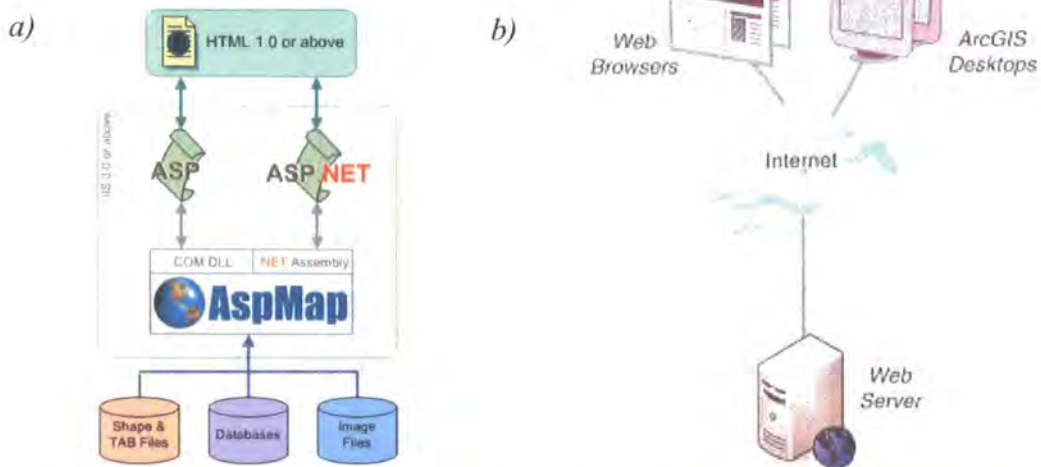 a)
HTML 1.0 or above
IIS 3.0 or above
ASP
ASP.NET
COM DLL
.NET Assembly
AspMap
Shape &
TAB Files
Databases
Image
Files
b)
Web
Browsers
ArcGIS
Desktops
Internet
Web
Server